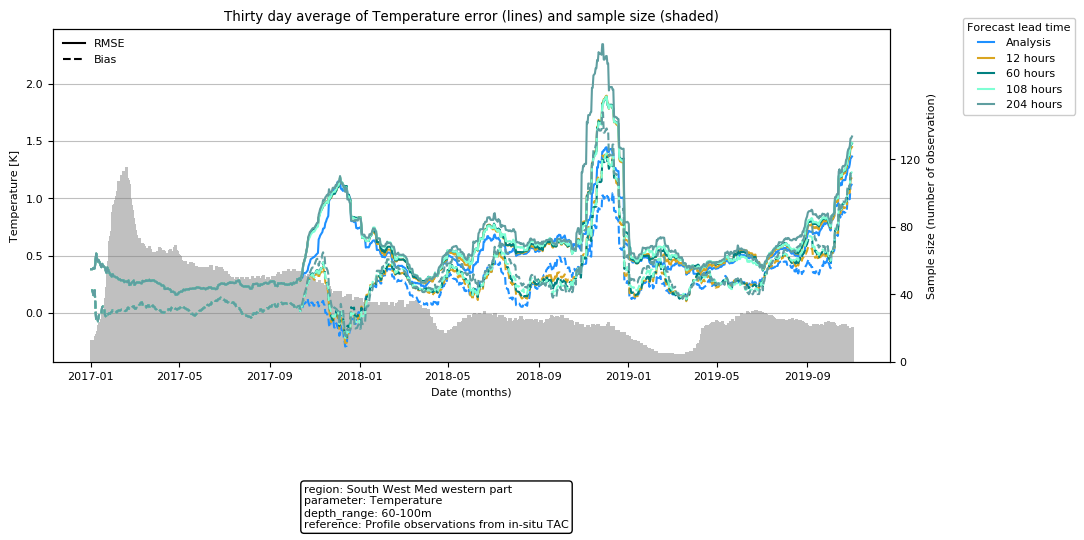 Thirty day average of Temperature error (lines) and sample size (shaded)
RMSE
Bias
Forecast lead time
Analysis
12 hours
60 hours
108 hours
204 hours
Temperature [K]
2.0
1.5
1.0
0.5
0.0
Sample size (number of observation)
120
80
40
0
2017-01
2017-05
2017-09
2018-01
2018-05
2018-09
2019-01
2019-05
2019-09
Date (months)
region: South West Med western part
parameter: Temperature
depth_range: 60-100m
reference: Profile observations from in-situ TAC